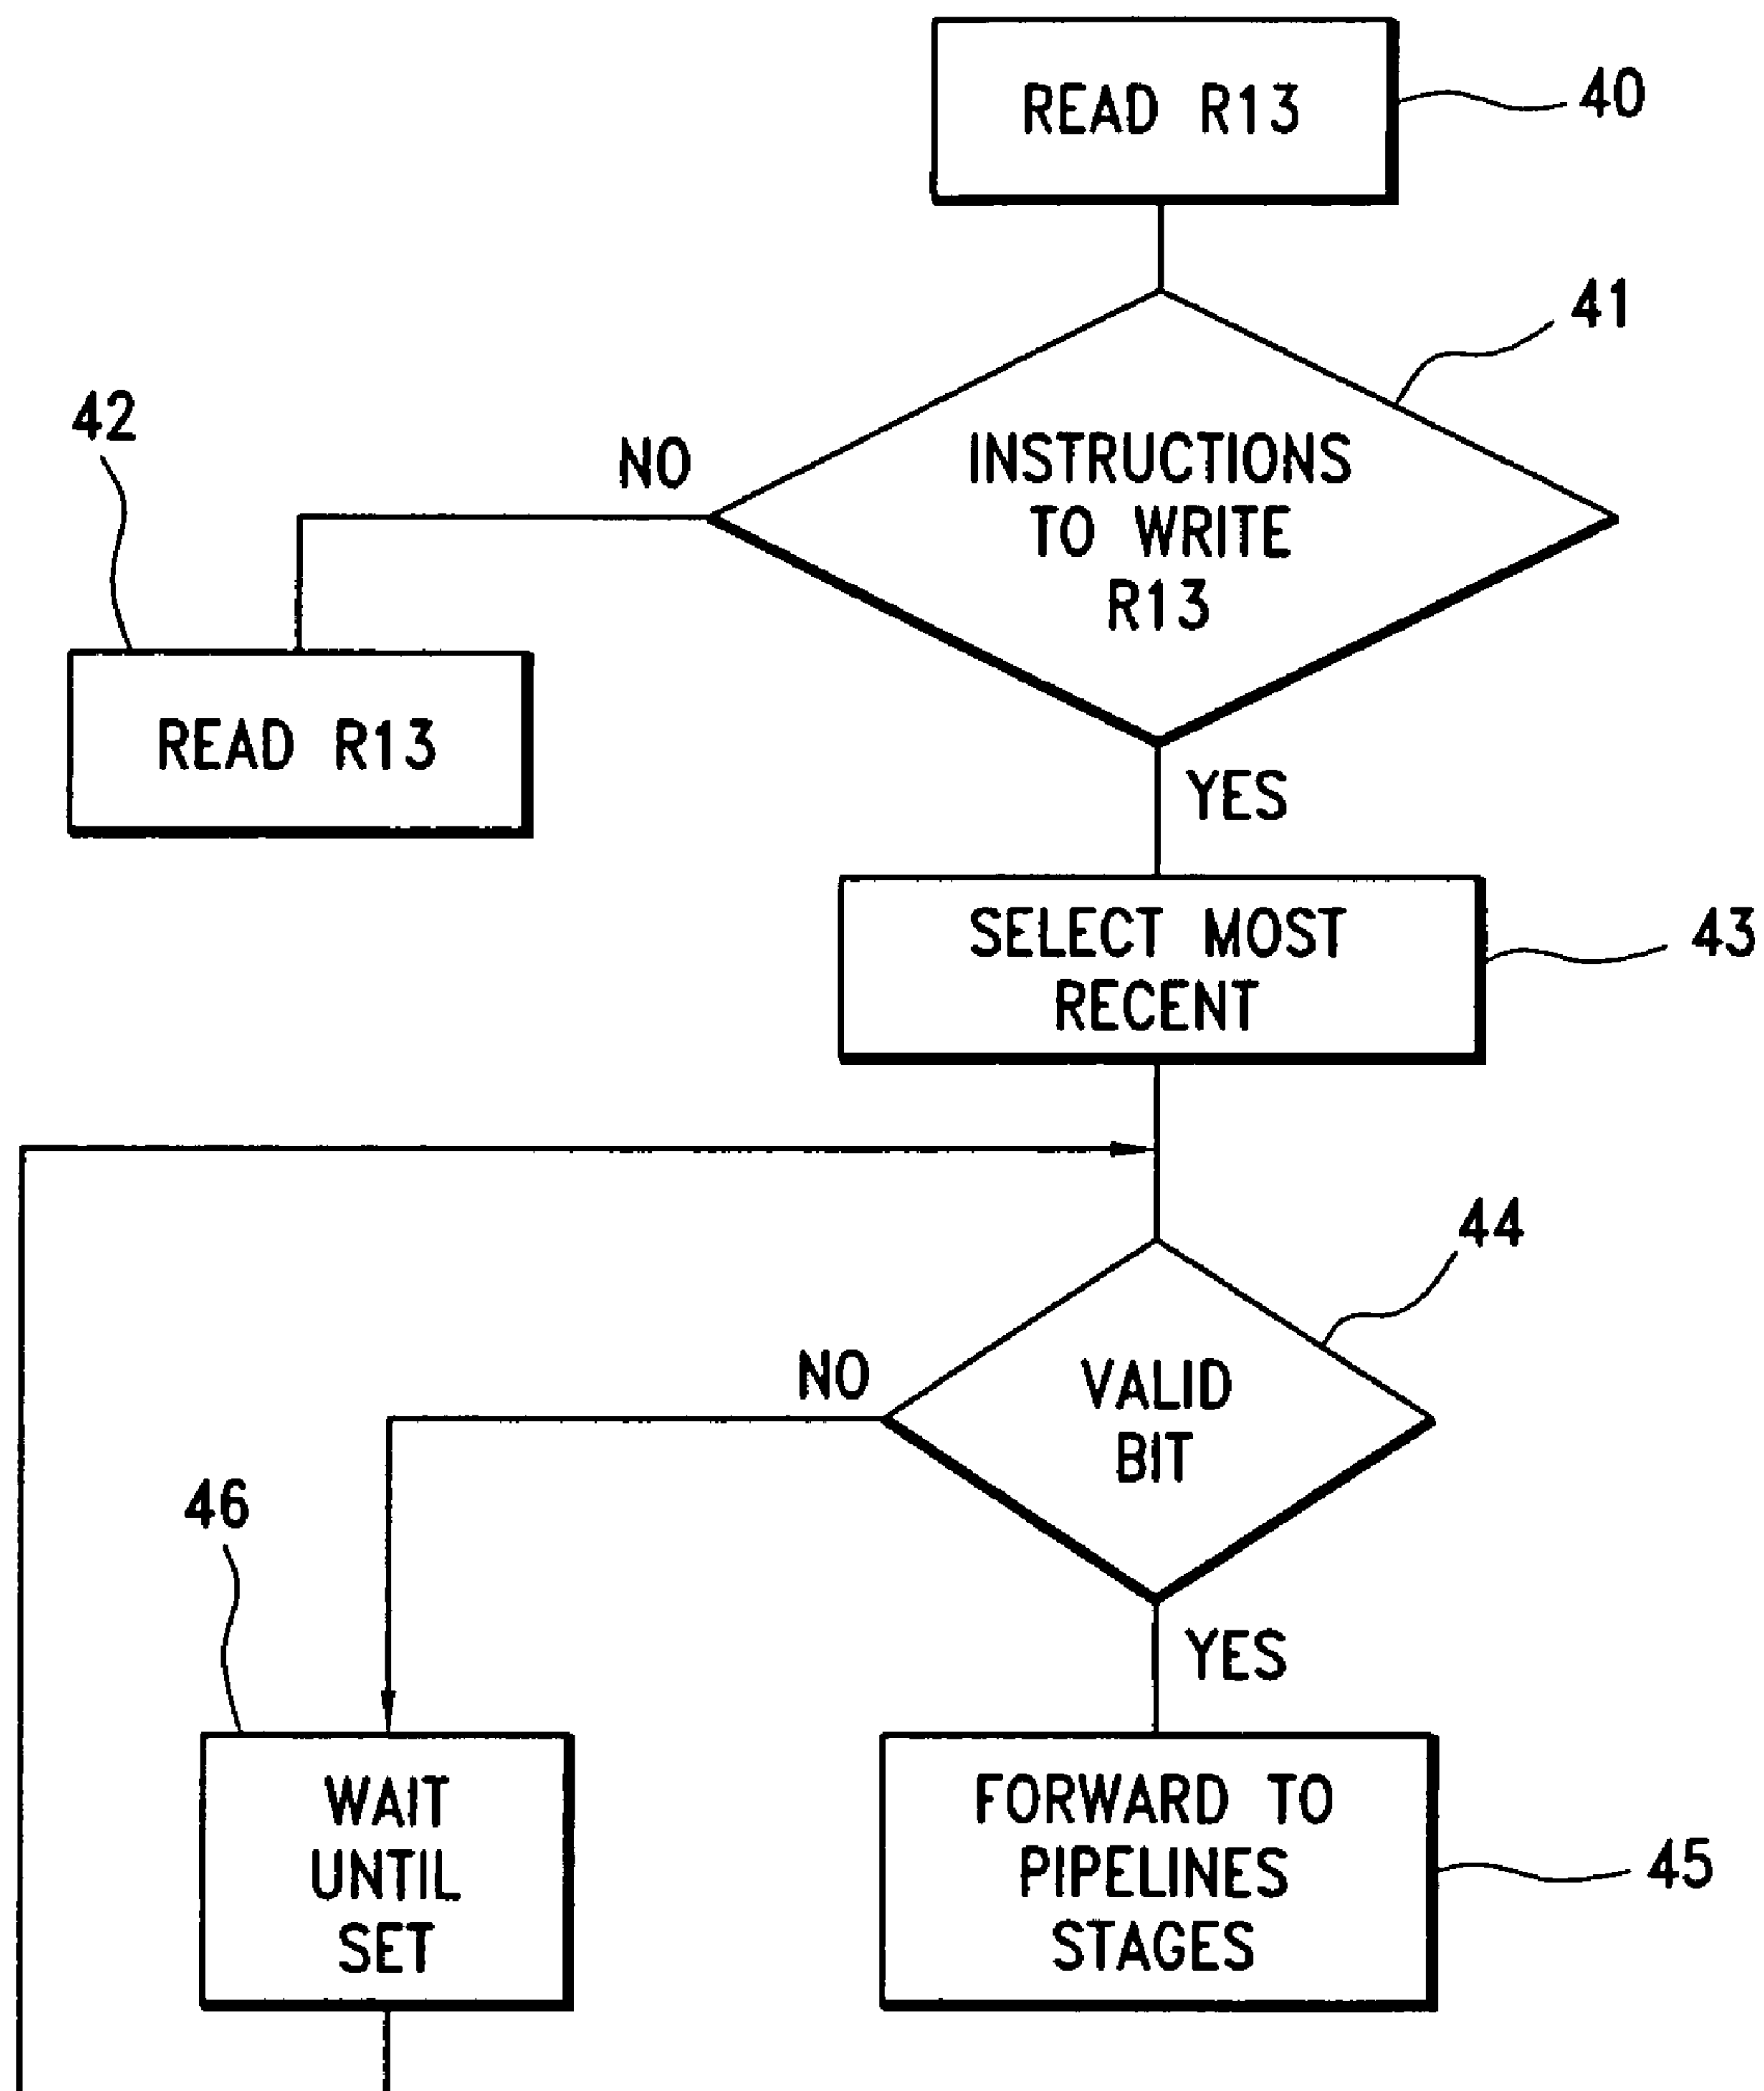 READ R13
40
41
INSTRUCTIONS
TO WRITE
R13
NO
42
READ R13
YES
SELECT MOST
RECENT
43
44
VALID
BIT
NO
46
YES
WAIT
UNTIL
SET
FORWARD TO
PIPELINES
STAGES
45